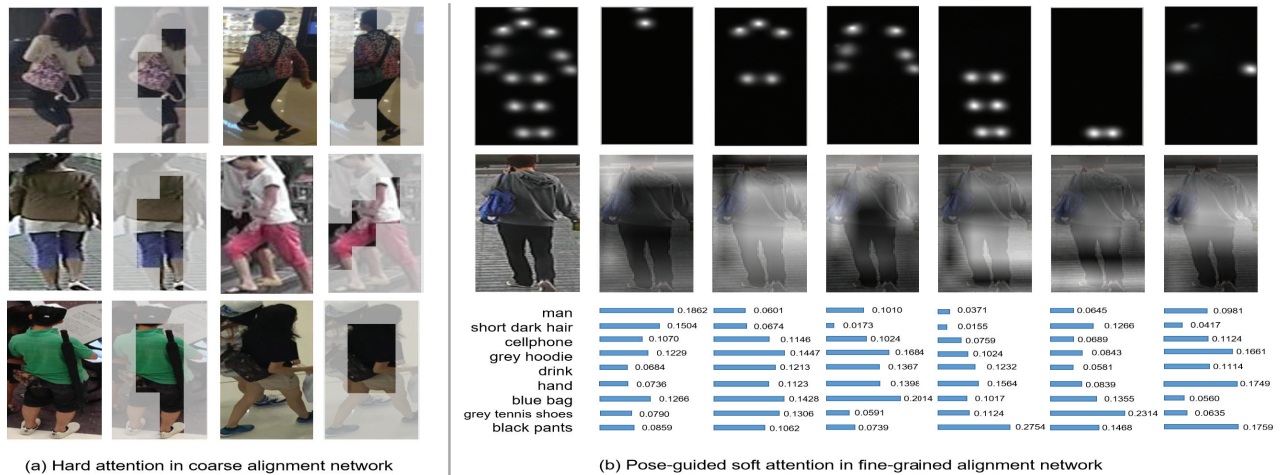 man 0.1862 0.0601 0.1010 0.0371 0.0645 0.0981
short dark hair 0.1504 0.0674 0.0173 0.0155 0.1266 0.0417
cellphone 0.1070 0.1146 0.1024 0.0759 0.0689 0.1124
grey hoodie 0.1229 0.1447 0.1684 0.1024 0.0843 0.1661
drink 0.0684 0.1213 0.1367 0.1232 0.0581 0.1114
hand 0.0736 0.1123 0.1398 0.1564 0.0839 0.1749
blue bag 0.1266 0.1428 0.2014 0.1017 0.1355 0.0560
grey tennis shoes 0.0790 0.1306 0.0591 0.1124 0.2314 0.0635
black pants 0.0859 0.1062 0.0739 0.2754 0.1468 0.1759
(a) Hard attention in coarse alignment network
(b) Pose-guided soft attention in fine-grained alignment network